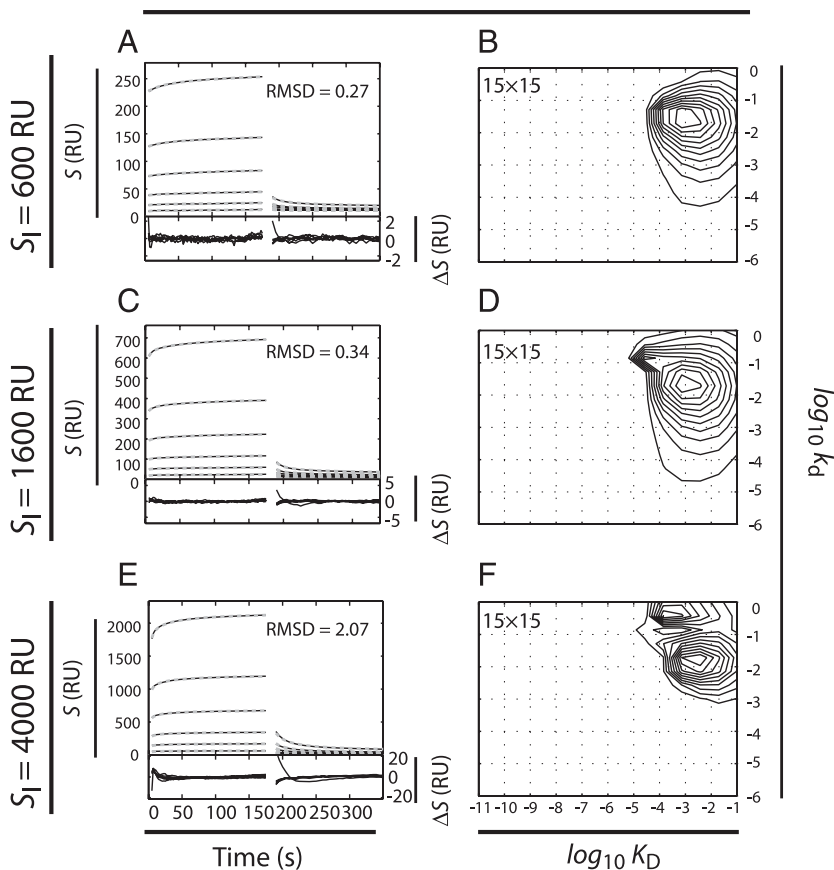 A
B
S_I = 600 RU
S (RU)
250
200
150
100
50
0
RMSD = 0.27
2
0
-2
ΔS (RU)
15×15
0
-1
-2
-3
-4
-5
-6
C
D
S_I = 1600 RU
S (RU)
700
600
500
400
300
200
100
0
RMSD = 0.34
5
0
-5
ΔS (RU)
15×15
0
-1
-2
-3
-4
-5
-6
log10 kd
E
F
S_I = 4000 RU
S (RU)
2000
1500
1000
500
0
RMSD = 2.07
20
0
-20
ΔS (RU)
15×15
0
-1
-2
-3
-4
-5
-6
0 50 100 150 200 250 300
-11 -10 -9 -8 -7 -6 -5 -4 -3 -2 -1
Time (s)
log10 KD